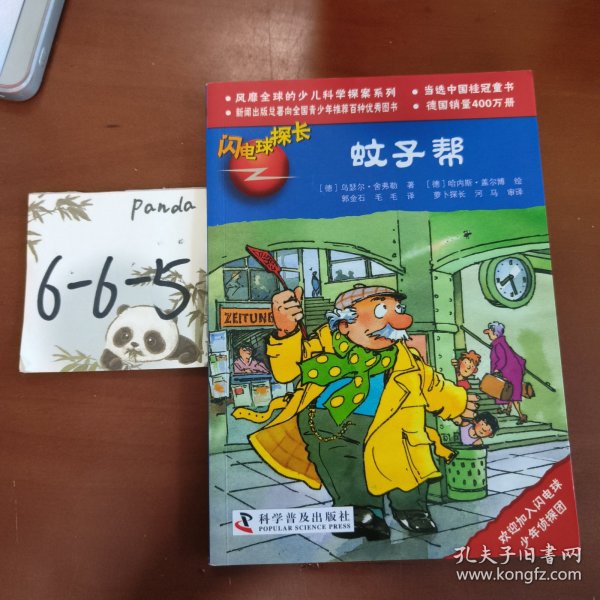 • 风靡全球的少儿科学探案系列 • 当选中国桂冠童书
• 新闻出版总署向全国青少年推荐百种优秀图书 • 德国销量400万册
闪电球探长
蚊子帮
[德] 乌瑟尔·舍弗勒 著 [德] 哈内斯·盖尔博 绘
郭金石 毛毛 译 萝卜探长 河马 审译
Panda
6-6-5
ZEITUNG
科学普及出版社
POPULAR SCIENCE PRESS
欢迎加入闪电球
少年侦探团
孔夫子旧书网
www.kongfz.com